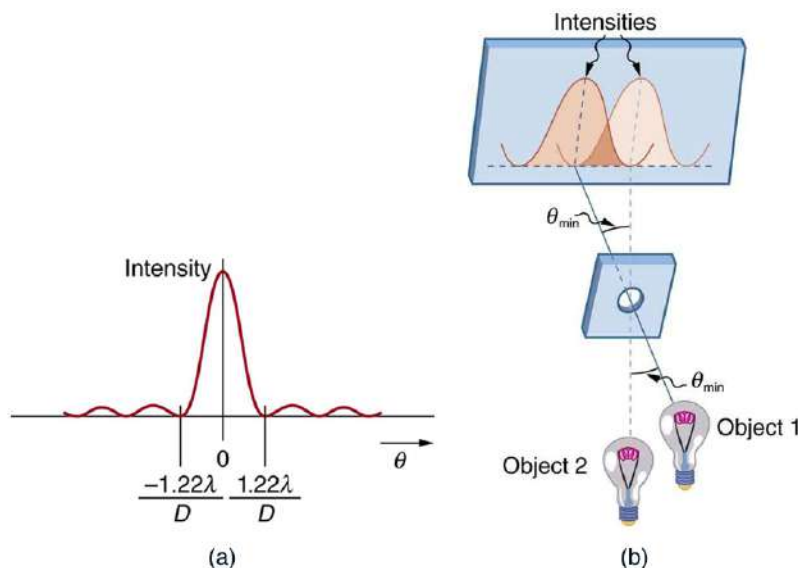 Intensity
0
θ
−1.22λ
D
1.22λ
D
(a)
Intensities
θmin
θmin
Object 1
Object 2
(b)